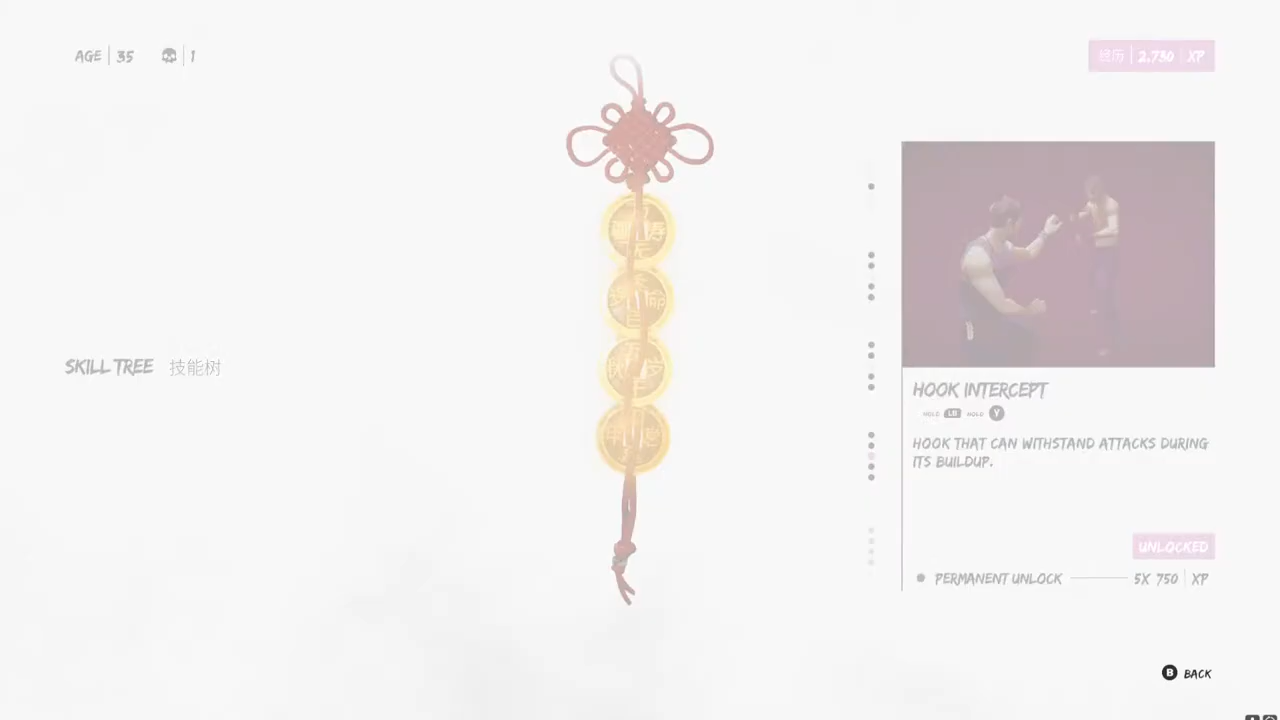 AGE 35 1
经历 2,730 XP
SKILL TREE 技能树
HOOK INTERCEPT
HOLD LB HOLD Y
HOOK THAT CAN WITHSTAND ATTACKS DURING
ITS BUILDUP.
UNLOCKED
PERMANENT UNLOCK 5X 750 XP
B BACK